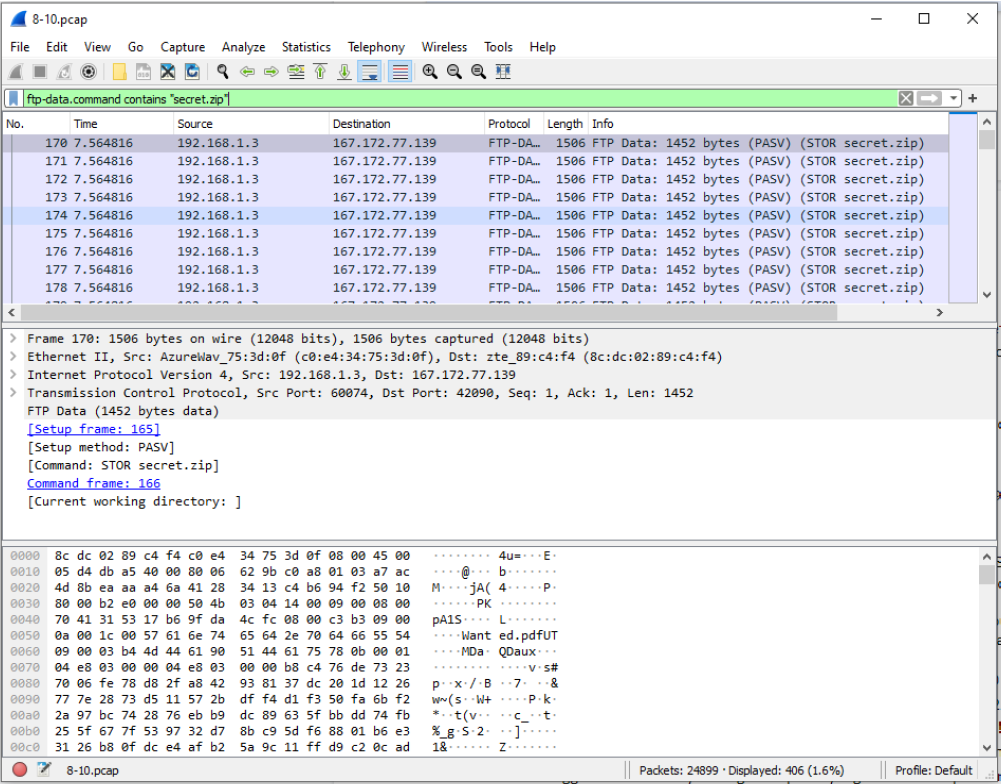 8-10.pcap
File Edit View Go Capture Analyze Statistics Telephony Wireless Tools Help
ftp-data.command contains "secret.zip"
No. Time Source Destination Protocol Length Info
170 7.564816 192.168.1.3 167.172.77.139 FTP-DA… 1506 FTP Data: 1452 bytes (PASV) (STOR secret.zip)
171 7.564816 192.168.1.3 167.172.77.139 FTP-DA… 1506 FTP Data: 1452 bytes (PASV) (STOR secret.zip)
172 7.564816 192.168.1.3 167.172.77.139 FTP-DA… 1506 FTP Data: 1452 bytes (PASV) (STOR secret.zip)
173 7.564816 192.168.1.3 167.172.77.139 FTP-DA… 1506 FTP Data: 1452 bytes (PASV) (STOR secret.zip)
174 7.564816 192.168.1.3 167.172.77.139 FTP-DA… 1506 FTP Data: 1452 bytes (PASV) (STOR secret.zip)
175 7.564816 192.168.1.3 167.172.77.139 FTP-DA… 1506 FTP Data: 1452 bytes (PASV) (STOR secret.zip)
176 7.564816 192.168.1.3 167.172.77.139 FTP-DA… 1506 FTP Data: 1452 bytes (PASV) (STOR secret.zip)
177 7.564816 192.168.1.3 167.172.77.139 FTP-DA… 1506 FTP Data: 1452 bytes (PASV) (STOR secret.zip)
178 7.564816 192.168.1.3 167.172.77.139 FTP-DA… 1506 FTP Data: 1452 bytes (PASV) (STOR secret.zip)
Frame 170: 1506 bytes on wire (12048 bits), 1506 bytes captured (12048 bits)
Ethernet II, Src: AzureWav_75:3d:0f (c0:e4:34:75:3d:0f), Dst: zte_89:c4:f4 (8c:dc:02:89:c4:f4)
Internet Protocol Version 4, Src: 192.168.1.3, Dst: 167.172.77.139
Transmission Control Protocol, Src Port: 60074, Dst Port: 42090, Seq: 1, Ack: 1, Len: 1452
FTP Data (1452 bytes data)
[Setup frame: 165]
[Setup method: PASV]
[Command: STOR secret.zip]
Command frame: 166
[Current working directory: ]
0000 8c dc 02 89 c4 f4 c0 e4 34 75 3d 0f 08 00 45 00 ········ 4u=···E·
0010 05 d4 db a5 40 00 80 06 62 9b c0 a8 01 03 a7 ac ····@··· b·······
0020 4d 8b ea aa a4 6a 41 28 34 13 c4 b6 94 f2 50 10 M····jA( 4·····P·
0030 80 00 b2 e0 00 00 50 4b 03 04 14 00 09 00 08 00 ······PK ········
0040 70 41 31 53 17 b6 9f da 4c fc 08 00 c3 b3 09 00 pA1S···· L·······
0050 0a 00 1c 00 57 61 6e 74 65 64 2e 70 64 66 55 54 ····Want ed.pdfUT
0060 09 00 03 b4 4d 44 61 90 51 44 61 75 78 0b 00 01 ····MDa· QDaux···
0070 04 e8 03 00 00 04 e8 03 00 00 b8 c4 76 de 73 23 ········ ····v·s#
0080 70 06 fe 78 d8 2f a8 42 93 81 37 dc 20 1d 12 26 p··x·/·B ··7· ··&
0090 77 7e 28 73 d5 11 57 2b df f4 d1 f3 50 fa 6b f2 w~(s··W+ ····P·k·
00a0 2a 97 bc 74 28 76 eb b9 dc 89 63 5f bb dd 74 fb *··t(v·· ··c_··t·
00b0 25 5f 67 7f 53 97 32 d7 8b c9 5d f6 88 01 b6 e3 %_g·S·2· ··]·····
00c0 31 26 b8 0f dc e4 af b2 5a 9c 11 ff d9 c2 0c ad 1&······ Z·······
8-10.pcap Packets: 24899 · Displayed: 406 (1.6%) Profile: Default